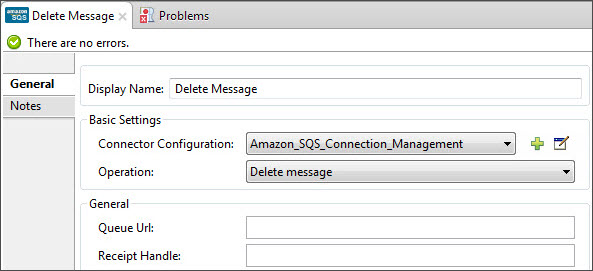 amazon SQS Delete Message Problems
There are no errors.
General
Notes
Display Name: Delete Message
Basic Settings
Connector Configuration: Amazon_SQS_Connection_Management
Operation: Delete message
General
Queue Url:
Receipt Handle: